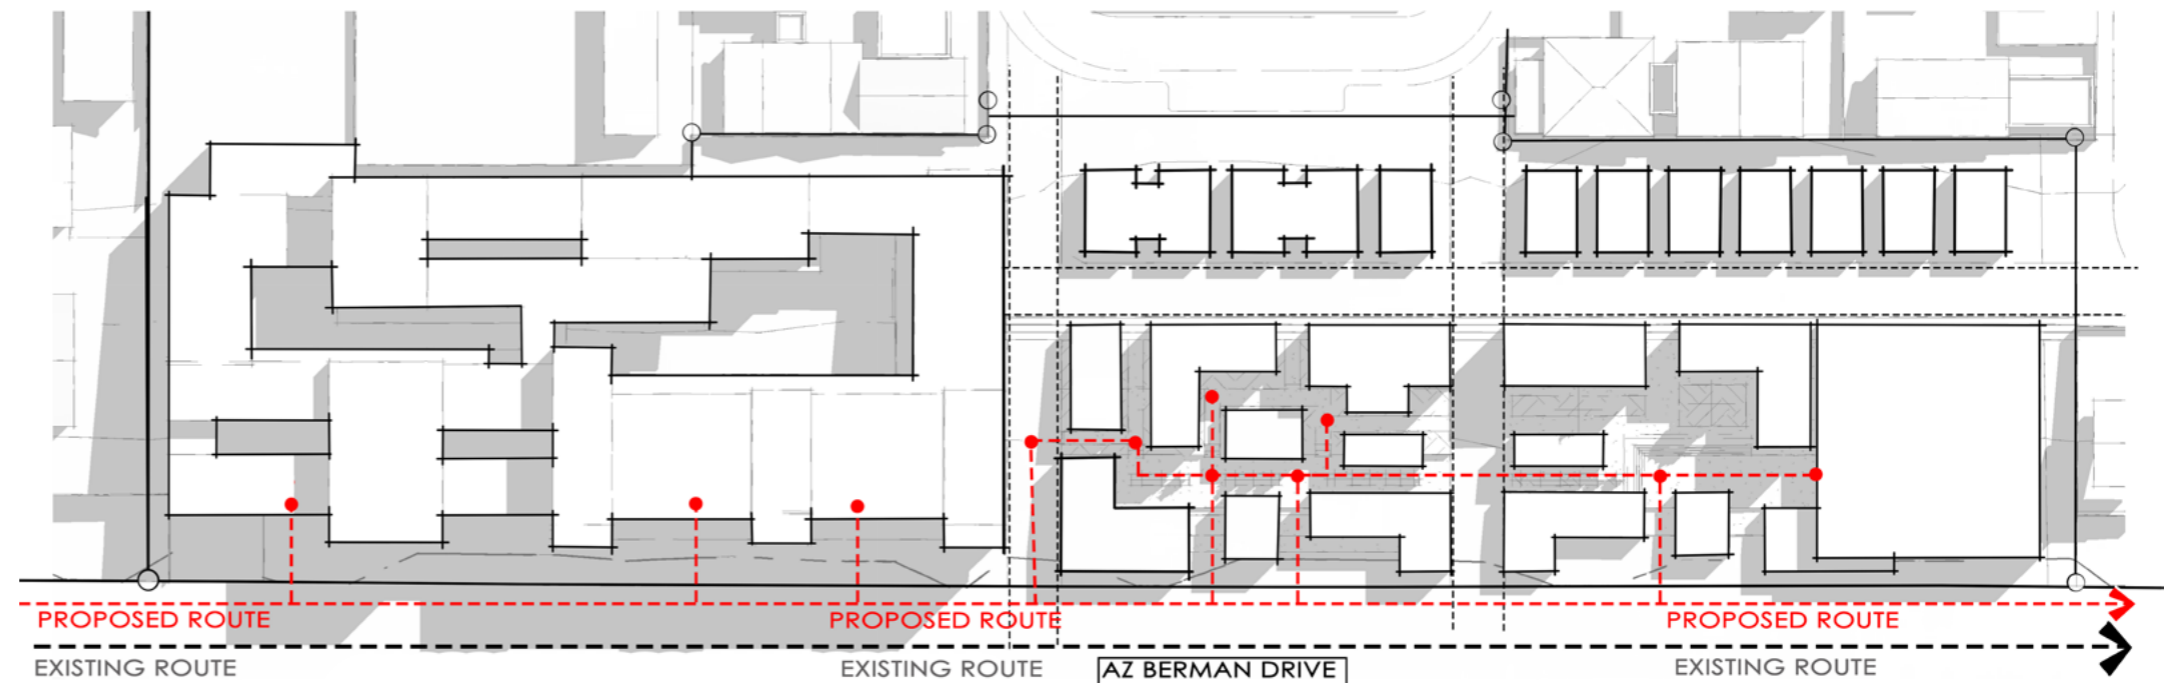 PROPOSED ROUTE
PROPOSED ROUTE
PROPOSED ROUTE
EXISTING ROUTE
EXISTING ROUTE
AZ BERMAN DRIVE
EXISTING ROUTE